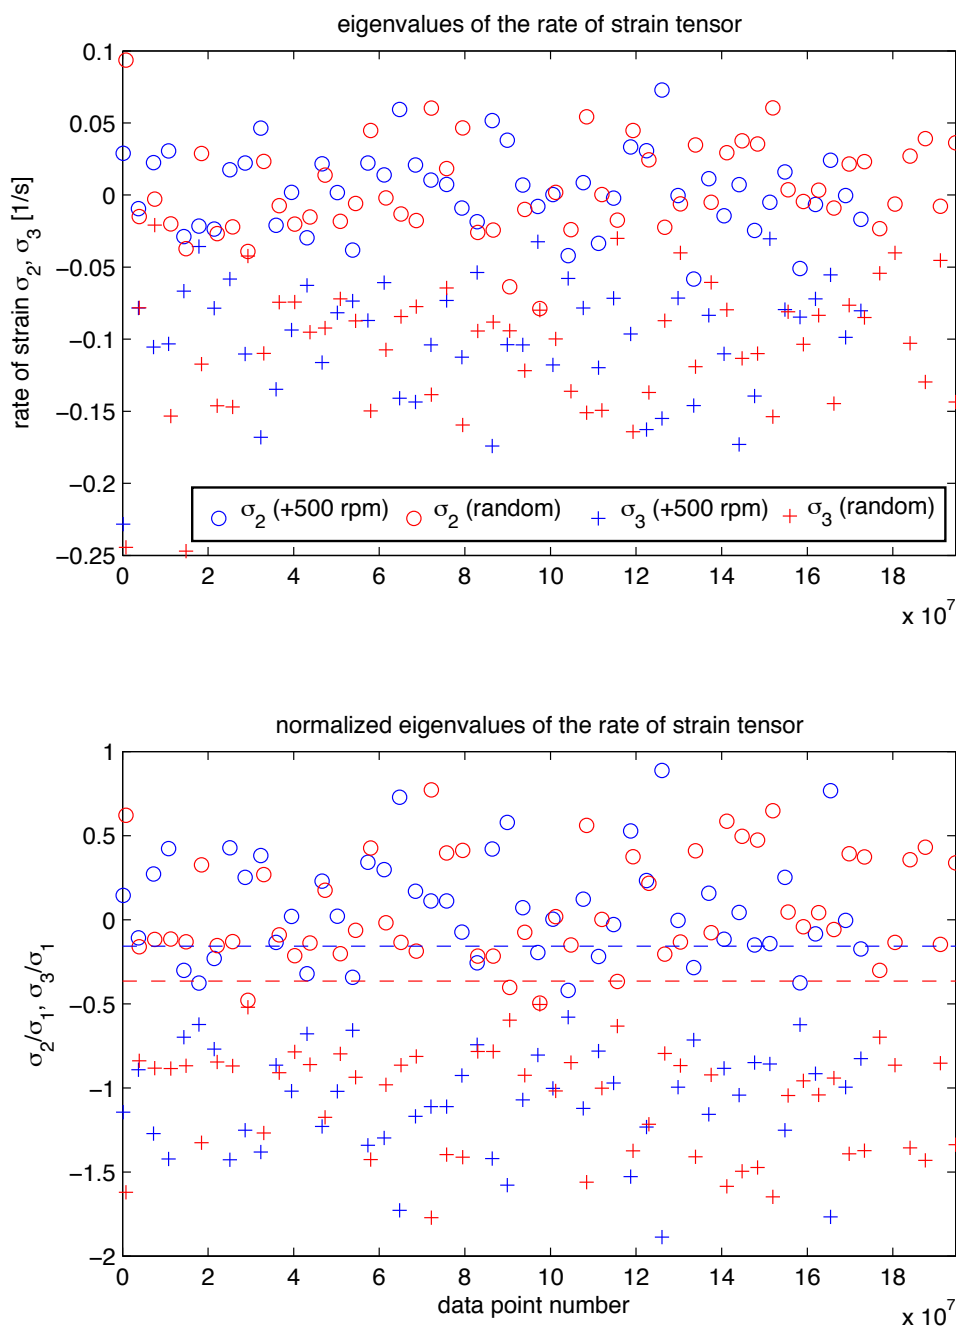 eigenvalues of the rate of strain tensor
0.1
0.05
0
−0.05
−0.1
−0.15
−0.2
−0.25
rate of strain σ2, σ3 [1/s]
σ2 (+500 rpm) σ2 (random) σ3 (+500 rpm) σ3 (random)
0 2 4 6 8 10 12 14 16 18
x 10^7
normalized eigenvalues of the rate of strain tensor
1
0.5
0
−0.5
−1
−1.5
−2
σ2/σ1, σ3/σ1
0 2 4 6 8 10 12 14 16 18
data point number
x 10^7